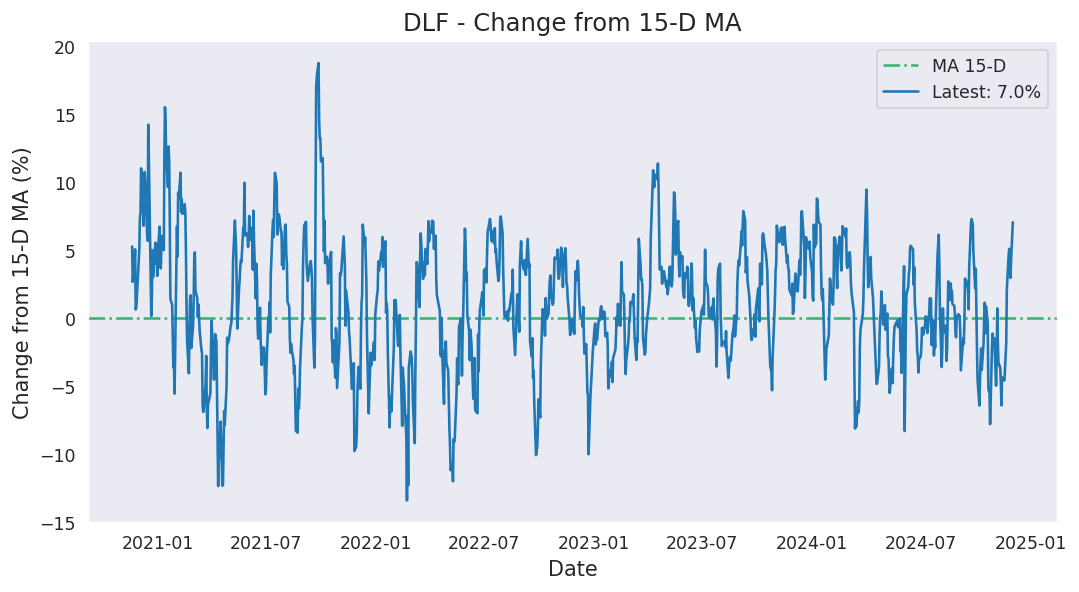 DLF - Change from 15-D MA
MA 15-D
Latest: 7.0%
Change from 15-D MA (%)
20
15
10
5
0
−5
−10
−15
2021-01 2021-07 2022-01 2022-07 2023-01 2023-07 2024-01 2024-07 2025-01
Date